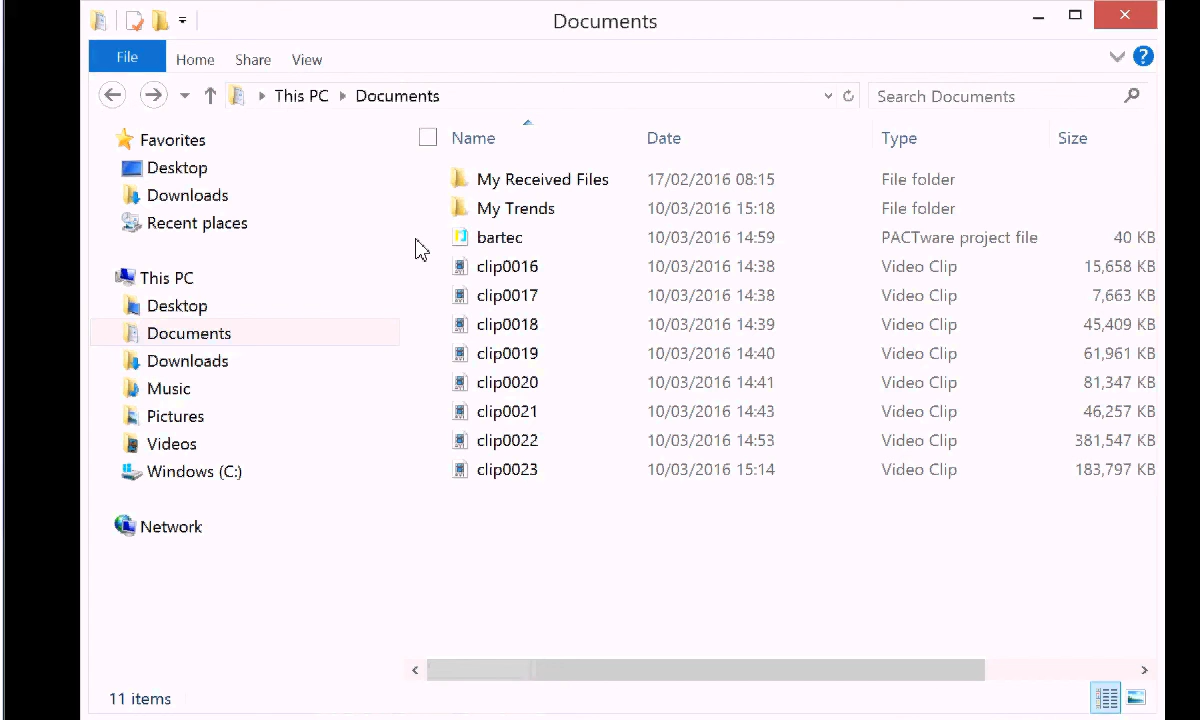 Documents
File Home Share View
This PC Documents Search Documents
Name Date Type Size
Favorites
Desktop
Downloads
Recent places
This PC
Desktop
Documents
Downloads
Music
Pictures
Videos
Windows (C:)
Network
My Received Files 17/02/2016 08:15 File folder
My Trends 10/03/2016 15:18 File folder
bartec 10/03/2016 14:59 PACTware project file 40 KB
clip0016 10/03/2016 14:38 Video Clip 15,658 KB
clip0017 10/03/2016 14:38 Video Clip 7,663 KB
clip0018 10/03/2016 14:39 Video Clip 45,409 KB
clip0019 10/03/2016 14:40 Video Clip 61,961 KB
clip0020 10/03/2016 14:41 Video Clip 81,347 KB
clip0021 10/03/2016 14:43 Video Clip 46,257 KB
clip0022 10/03/2016 14:53 Video Clip 381,547 KB
clip0023 10/03/2016 15:14 Video Clip 183,797 KB
11 items